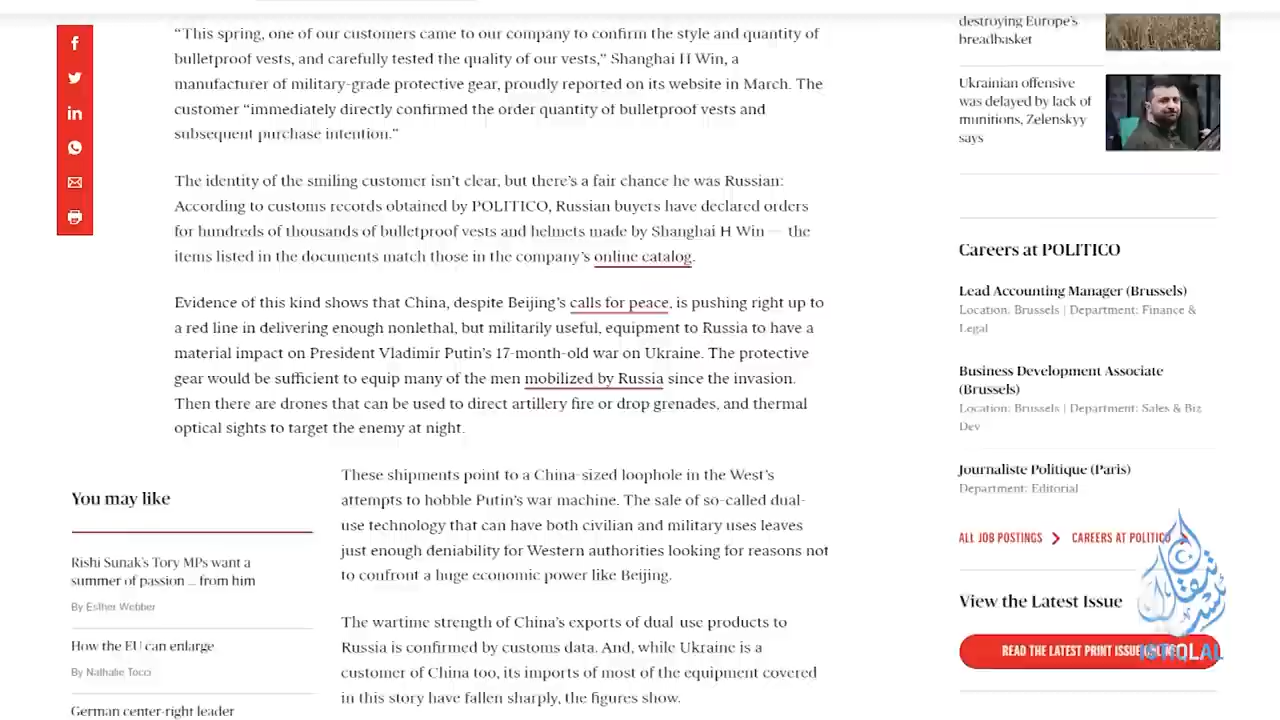 “This spring, one of our customers came to our company to confirm the style and quantity of
bulletproof vests, and carefully tested the quality of our vests,” Shanghai H Win, a
manufacturer of military-grade protective gear, proudly reported on its website in March. The
customer “immediately directly confirmed the order quantity of bulletproof vests and
subsequent purchase intention.”
The identity of the smiling customer isn’t clear, but there’s a fair chance he was Russian:
According to customs records obtained by POLITICO, Russian buyers have declared orders
for hundreds of thousands of bulletproof vests and helmets made by Shanghai H Win — the
items listed in the documents match those in the company’s online catalog.
Evidence of this kind shows that China, despite Beijing’s calls for peace, is pushing right up to
a red line in delivering enough nonlethal, but militarily useful, equipment to Russia to have a
material impact on President Vladimir Putin’s 17-month-old war on Ukraine. The protective
gear would be sufficient to equip many of the men mobilized by Russia since the invasion.
Then there are drones that can be used to direct artillery fire or drop grenades, and thermal
optical sights to target the enemy at night.
These shipments point to a China-sized loophole in the West’s
attempts to hobble Putin’s war machine. The sale of so-called dual-
use technology that can have both civilian and military uses leaves
just enough deniability for Western authorities looking for reasons not
to confront a huge economic power like Beijing.
The wartime strength of China’s exports of dual-use products to
Russia is confirmed by customs data. And, while Ukraine is a
customer of China too, its imports of most of the equipment covered
in this story have fallen sharply, the figures show.
You may like
Rishi Sunak’s Tory MPs want a
summer of passion … from him
By Esther Webber
How the EU can enlarge
By Nathalie Tocci
German center-right leader
destroying Europe’s
breadbasket
Ukrainian offensive
was delayed by lack of
munitions, Zelenskyy
says
Careers at POLITICO
Lead Accounting Manager (Brussels)
Location: Brussels | Department: Finance &
Legal
Business Development Associate
(Brussels)
Location: Brussels | Department: Sales & Biz
Dev
Journaliste Politique (Paris)
Department: Editorial
ALL JOB POSTINGS
CAREERS AT POLITICO
View the Latest Issue
READ THE LATEST PRINT ISSUE
ISTIQLAL